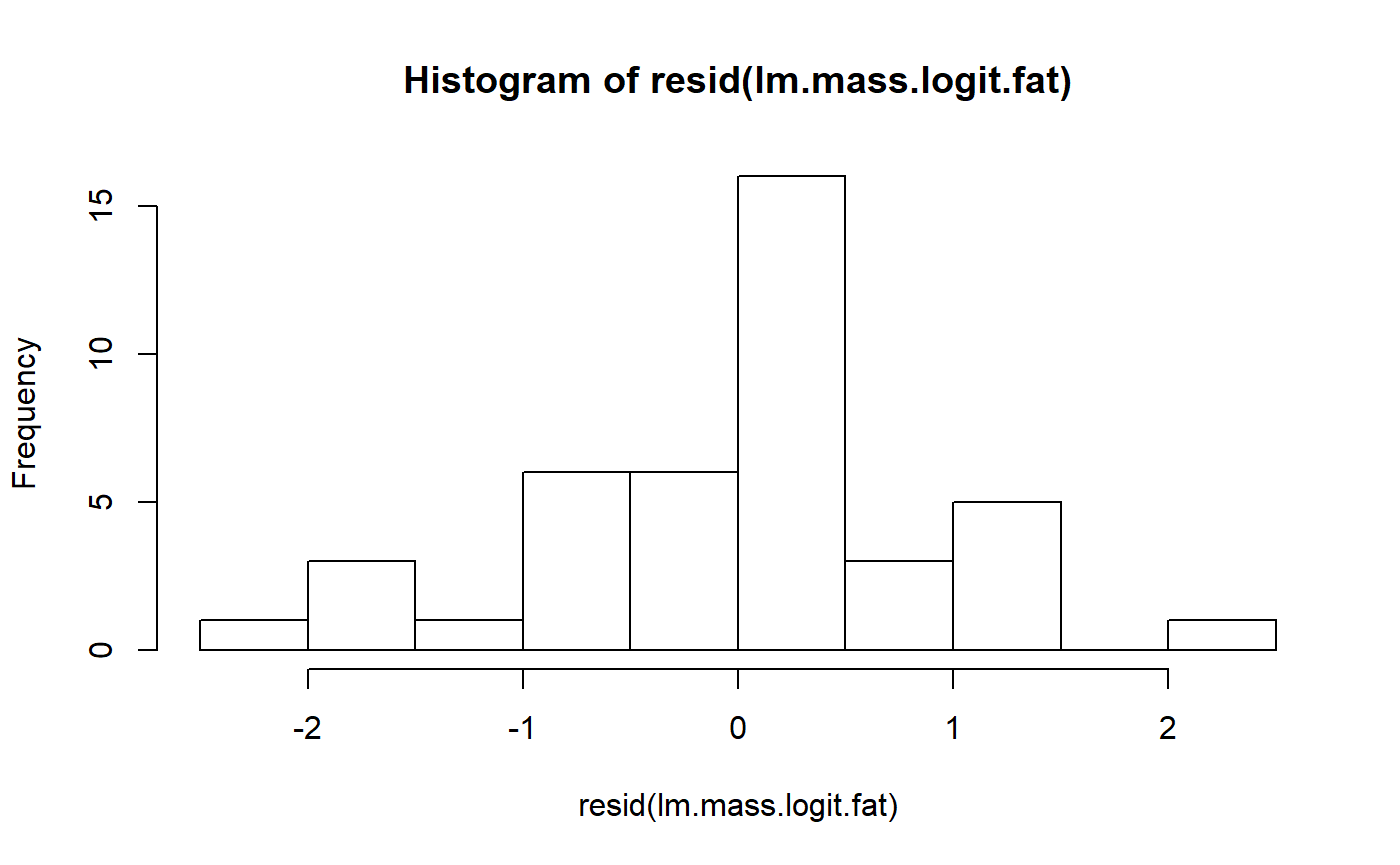 Histogram of resid(lm.mass.logit.fat)
Frequency
15
10
5
0
-2 -1 0 1 2
resid(lm.mass.logit.fat)